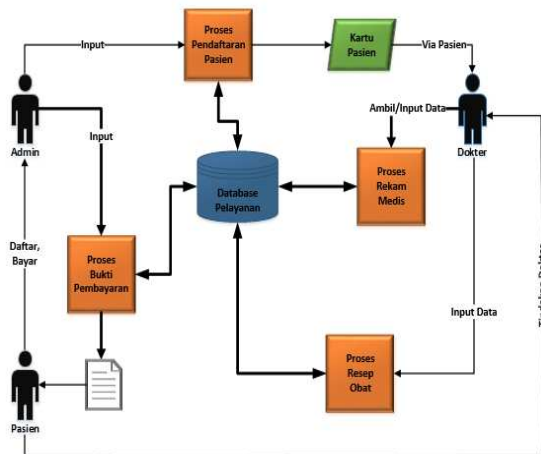 Input
Proses
Pendaftaran
Pasien
Kartu
Pasien
Via Pasien
Admin
Input
Ambil/Input Data
Dokter
Database
Pelayanan
Proses
Rekam
Medis
Daftar,
Bayar
Proses
Bukti
Pembayaran
Input Data
Proses
Resep
Obat
Pasien